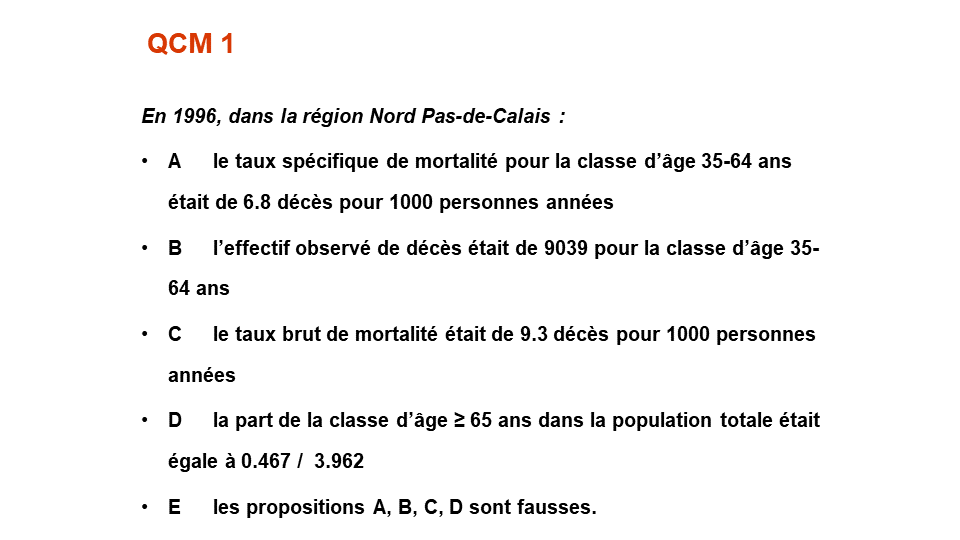 QCM 1
En 1996, dans la région Nord Pas-de-Calais :
• A le taux spécifique de mortalité pour la classe d’âge 35-64 ans
était de 6.8 décès pour 1000 personnes années
• B l’effectif observé de décès était de 9039 pour la classe d’âge 35-
64 ans
• C le taux brut de mortalité était de 9.3 décès pour 1000 personnes
années
• D la part de la classe d’âge ≥ 65 ans dans la population totale était
égale à 0.467 / 3.962
• E les propositions A, B, C, D sont fausses.